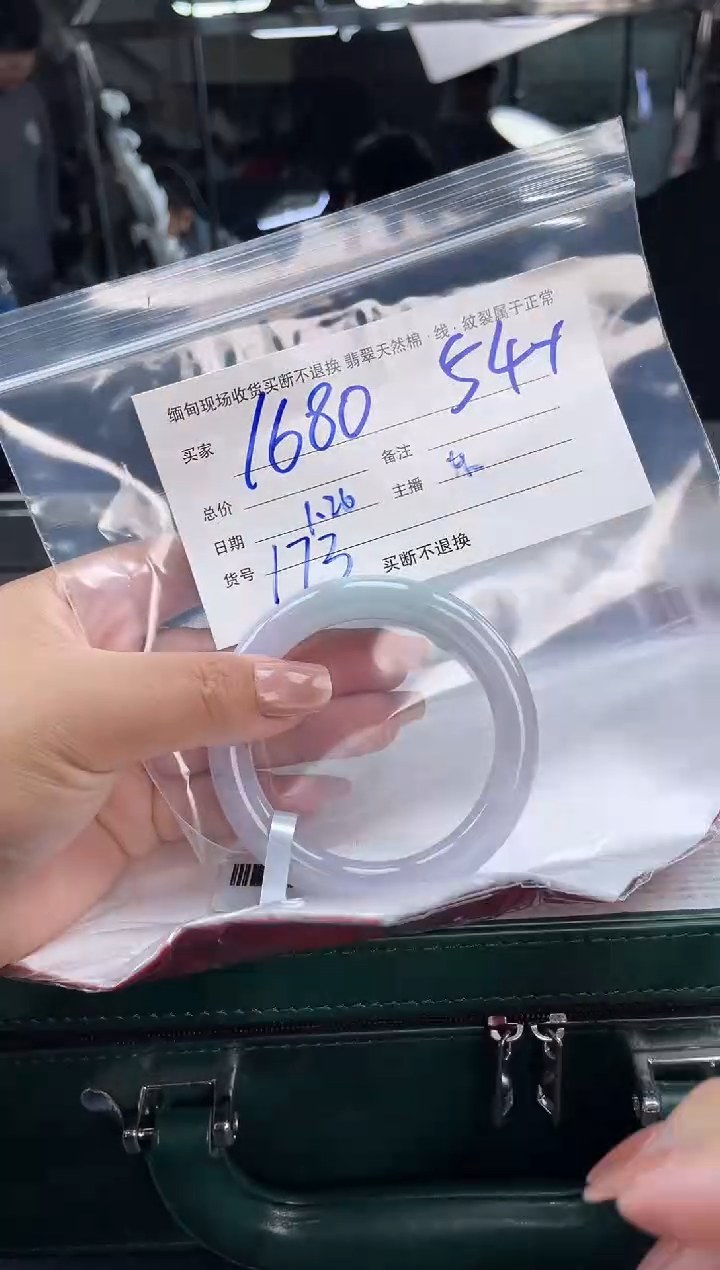 缅甸现场收货买断不退换 翡翠天然棉·线·纹裂属于正常
买家 1680 54+
总价 备注
日期 1.26 主播
货号 173 买断不退换